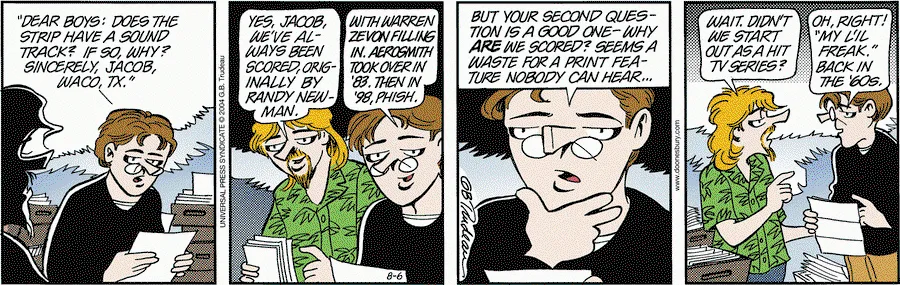 "DEAR BOYS: DOES THE
STRIP HAVE A SOUND
TRACK? IF SO, WHY?
SINCERELY, JACOB,
WACO, TX."
UNIVERSAL PRESS SYNDICATE © 2004 G.B. Trudeau
YES, JACOB,
WE'VE AL-
WAYS BEEN
SCORED, ORIG-
INALLY BY
RANDY NEW-
MAN.
WITH WARREN
ZEVON FILLING
IN. AEROSMITH
TOOK OVER IN
'83. THEN IN
'98, PHISH.
8-6
BUT YOUR SECOND QUES-
TION IS A GOOD ONE–WHY
ARE WE SCORED? SEEMS A
WASTE FOR A PRINT FEA-
TURE NOBODY CAN HEAR...
GBTrudeau
www.doonesbury.com
WAIT. DIDN'T
WE START
OUT AS A HIT
TV SERIES?
OH, RIGHT!
"MY L'IL
FREAK."
BACK IN
THE '60S.